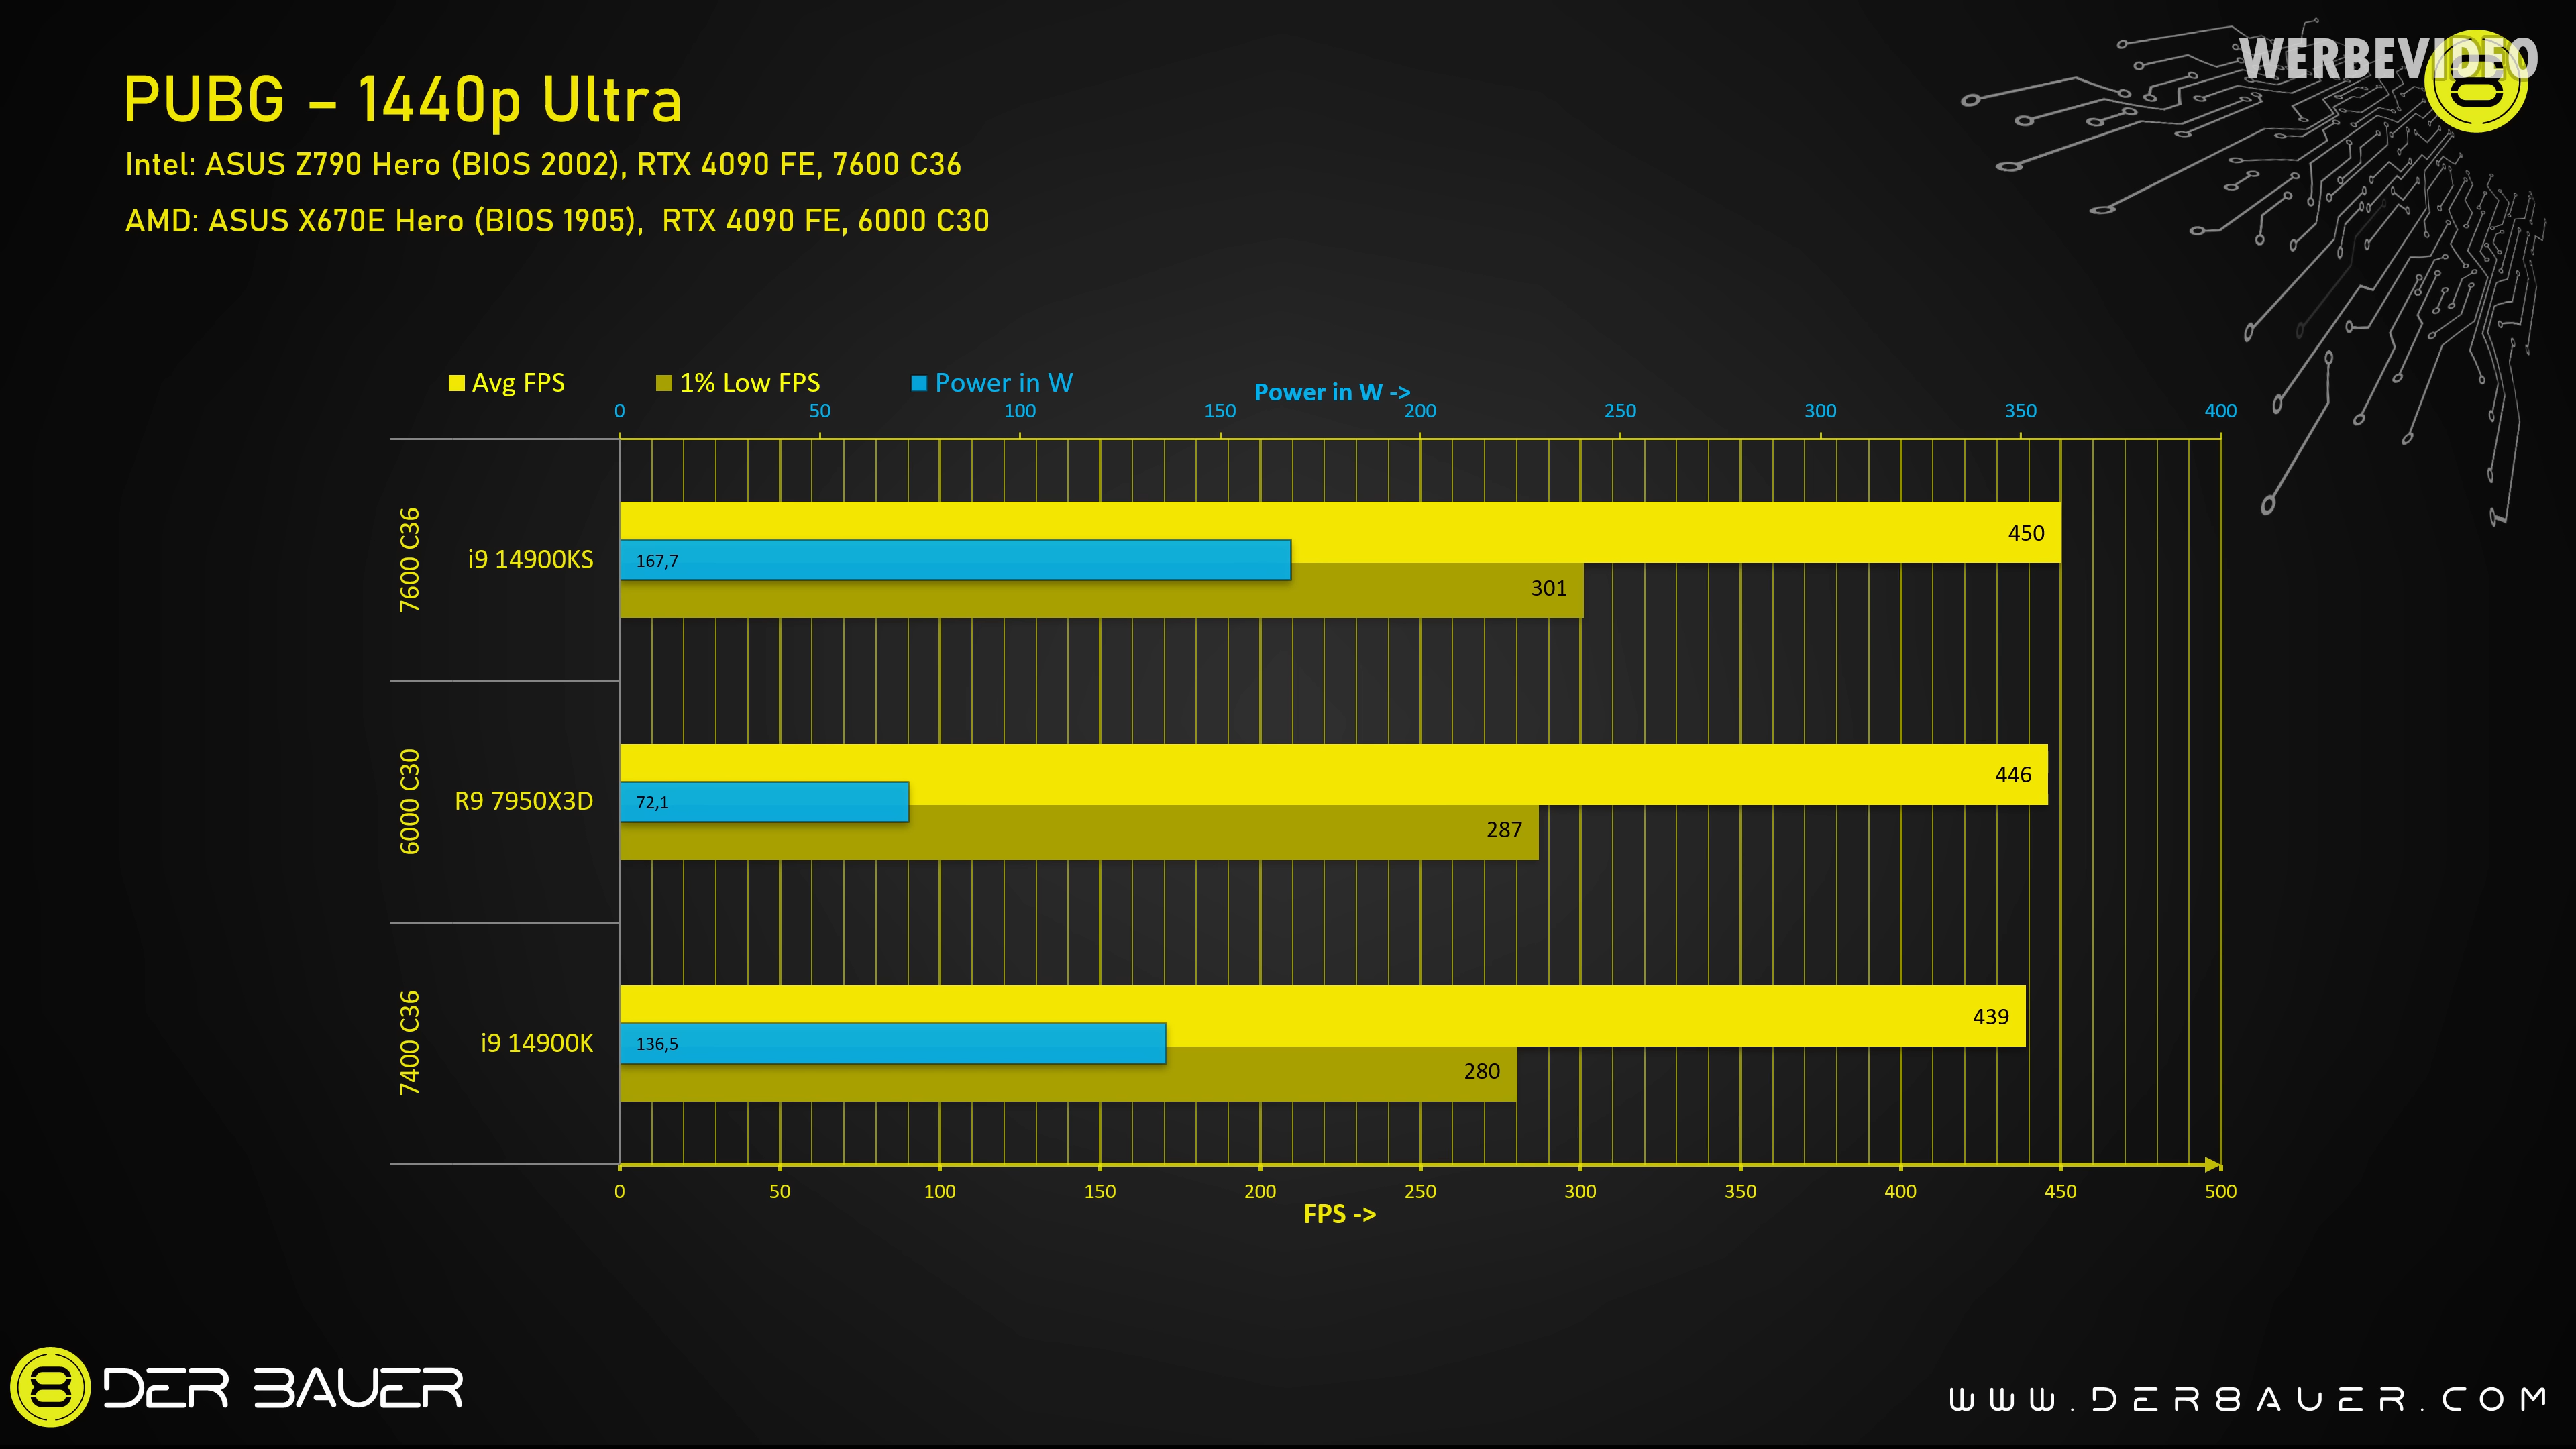 WERBEVIDEO
PUBG – 1440p Ultra
Intel: ASUS Z790 Hero (BIOS 2002), RTX 4090 FE, 7600 C36
AMD: ASUS X670E Hero (BIOS 1905), RTX 4090 FE, 6000 C30
Avg FPS 1% Low FPS Power in W
Power in W ->
0 50 100 150 200 250 300 350 400
7600 C36
i9 14900KS
450
167,7
301
6000 C30
R9 7950X3D
446
72,1
287
7400 C36
i9 14900K
439
136,5
280
0 50 100 150 200 250 300 350 400 450 500
FPS ->
DER 8AUER
WWW.DER8AUER.COM